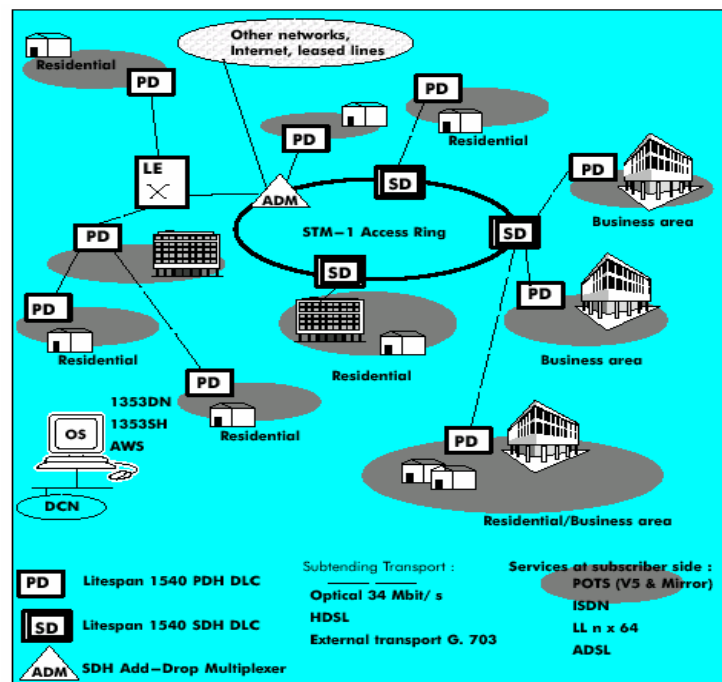 Other networks,
Internet, leased lines
Residential
PD
PD
PD
Residential
LE
PD
ADM
SD
Business area
STM-1 Access Ring
SD
PD
SD
PD
PD
Residential
Residential
Business area
PD
Residential
1353DN
1353SH
AWS
OS
PD
DCN
Residential/Business area
PD Litespan 1540 PDH DLC
SD Litespan 1540 SDH DLC
ADM SDH Add-Drop Multiplexer
Subtending Transport :
Optical 34 Mbit/ s
HDSL
External transport G. 703
Services at subscriber side :
POTS (V5 & Mirror)
ISDN
LL n x 64
ADSL